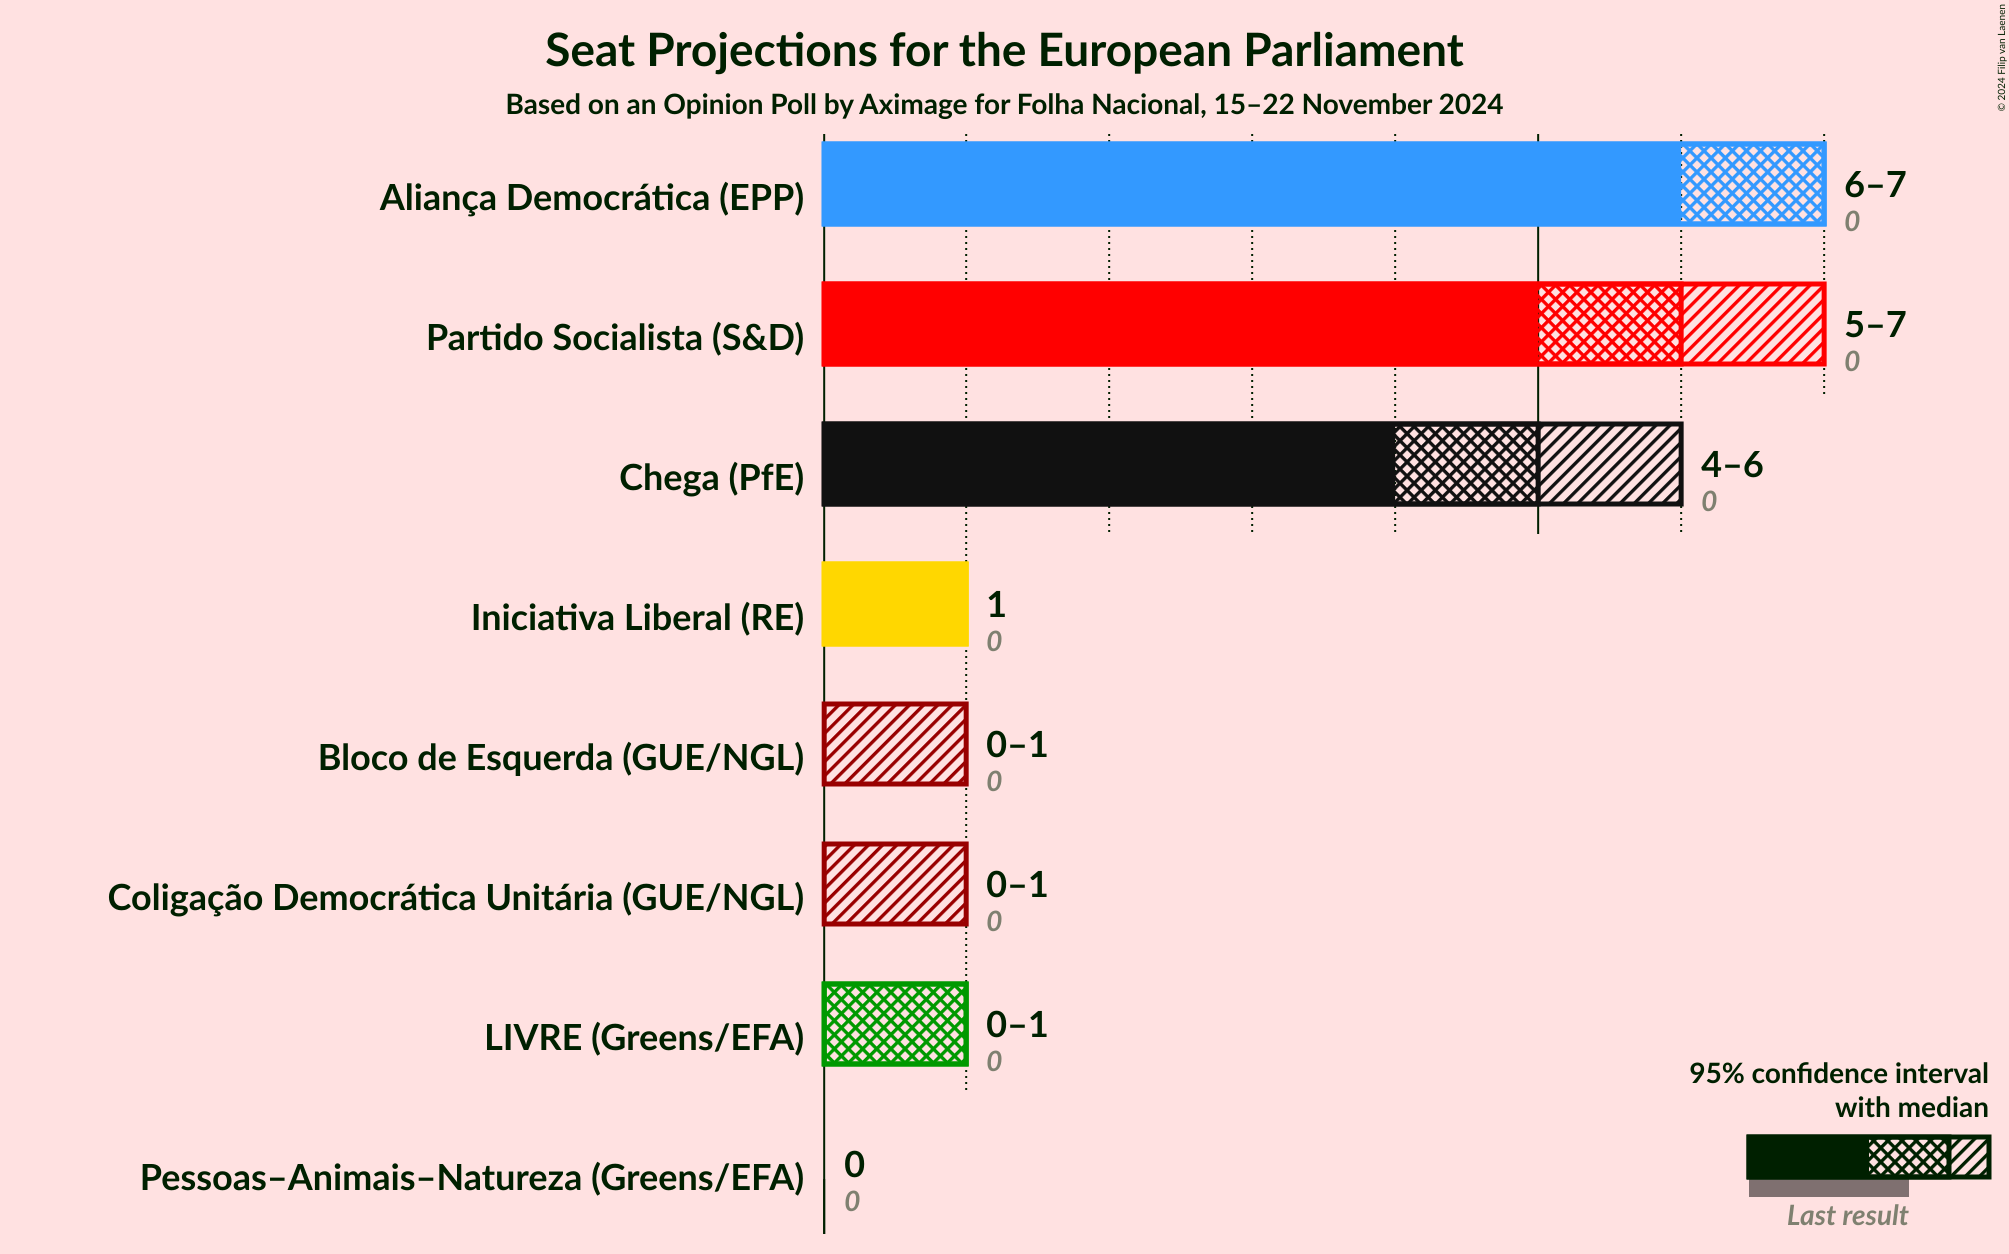 Seat Projections for the European Parliament
Based on an Opinion Poll by Aximage for Folha Nacional, 15–22 November 2024
© 2024 Filip van Laenen
Aliança Democrática (EPP)
6–7
0
Partido Socialista (S&D)
5–7
0
Chega (PfE)
4–6
0
Iniciativa Liberal (RE)
1
0
Bloco de Esquerda (GUE/NGL)
0–1
0
Coligação Democrática Unitária (GUE/NGL)
0–1
0
LIVRE (Greens/EFA)
0–1
0
Pessoas–Animais–Natureza (Greens/EFA)
0
0
95% confidence interval
with median
Last result